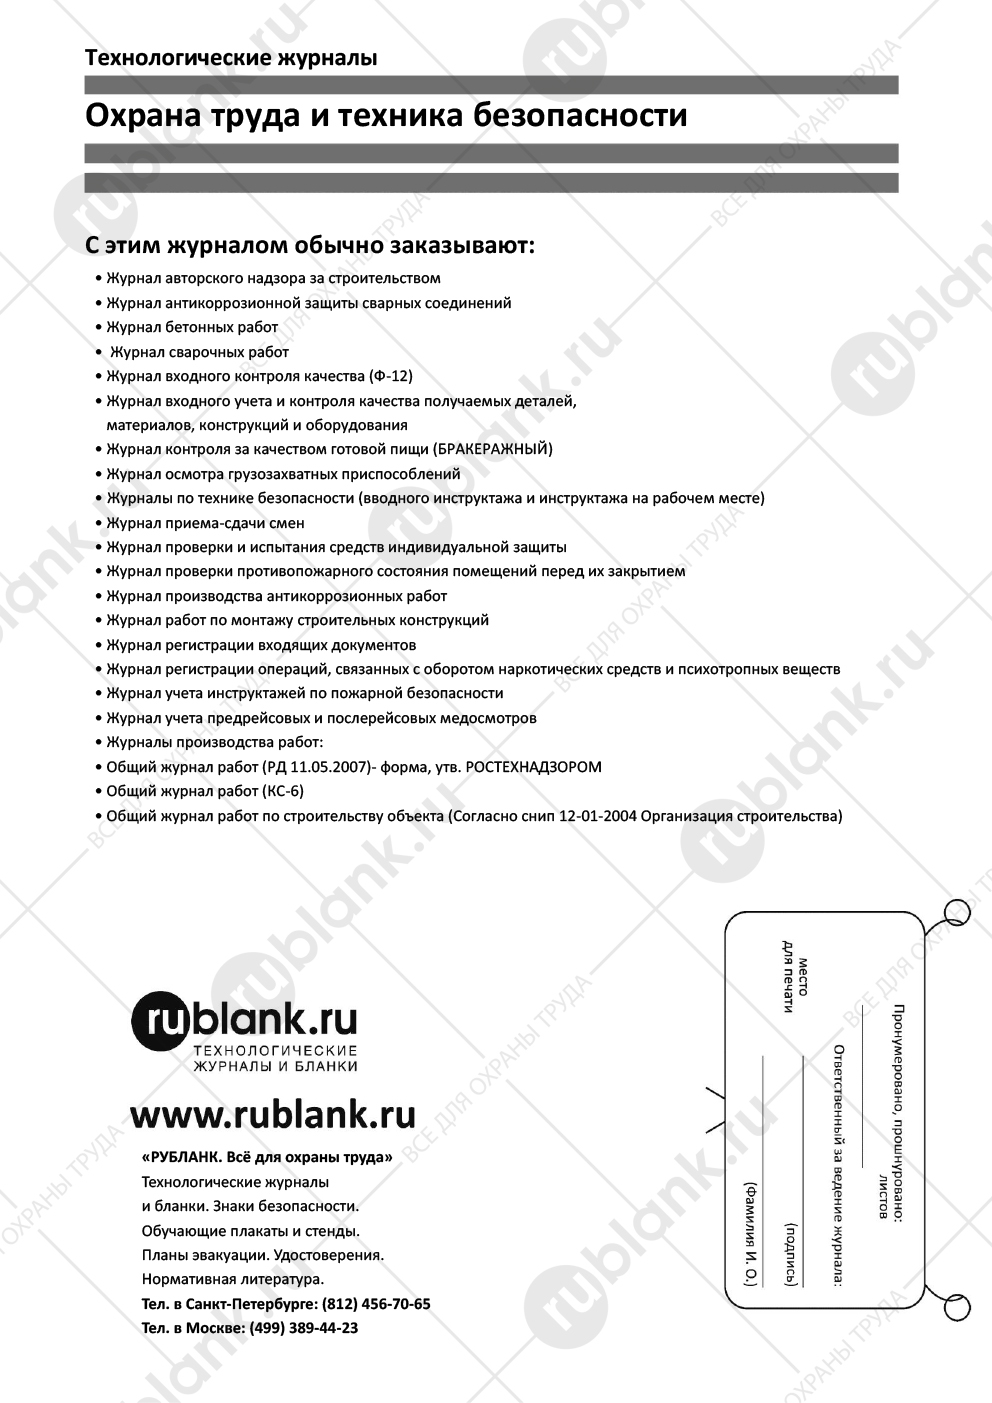 Технологические журналы
Охрана труда и техника безопасности
С этим журналом обычно заказывают:
• Журнал авторского надзора за строительством
• Журнал антикоррозионной защиты сварных соединений
• Журнал бетонных работ
• Журнал сварочных работ
• Журнал входного контроля качества (Ф-12)
• Журнал входного учета и контроля качества получаемых деталей,
материалов, конструкций и оборудования
• Журнал контроля за качеством готовой пищи (БРАКЕРАЖНЫЙ)
• Журнал осмотра грузозахватных приспособлений
• Журналы по технике безопасности (вводного инструктажа и инструктажа на рабочем месте)
• Журнал приема-сдачи смен
• Журнал проверки и испытания средств индивидуальной защиты
• Журнал проверки противопожарного состояния помещений перед их закрытием
• Журнал производства антикоррозионных работ
• Журнал работ по монтажу строительных конструкций
• Журнал регистрации входящих документов
• Журнал регистрации операций, связанных с оборотом наркотических средств и психотропных веществ
• Журнал учета инструктажей по пожарной безопасности
• Журнал учета предрейсовых и послерейсовых медосмотров
• Журналы производства работ:
• Общий журнал работ (РД 11.05.2007)- форма, утв. РОСТЕХНАДЗОРОМ
• Общий журнал работ (КС-6)
• Общий журнал работ по строительству объекта (Согласно снип 12-01-2004 Организация строительства)
rublank.ru
ТЕХНОЛОГИЧЕСКИЕ
ЖУРНАЛЫ И БЛАНКИ
www.rublank.ru
«РУБЛАНК. Всё для охраны труда»
Технологические журналы
и бланки. Знаки безопасности.
Обучающие плакаты и стенды.
Планы эвакуации. Удостоверения.
Нормативная литература.
Тел. в Санкт-Петербурге: (812) 456-70-65
Тел. в Москве: (499) 389-44-23
Пронумеровано, прошнуровано:
листов
Ответственный за ведение журнала:
место
для печати
(подпись)
(Фамилия И. О.)
rublank.ru
ВСЕ ДЛЯ ОХРАНЫ ТРУДА